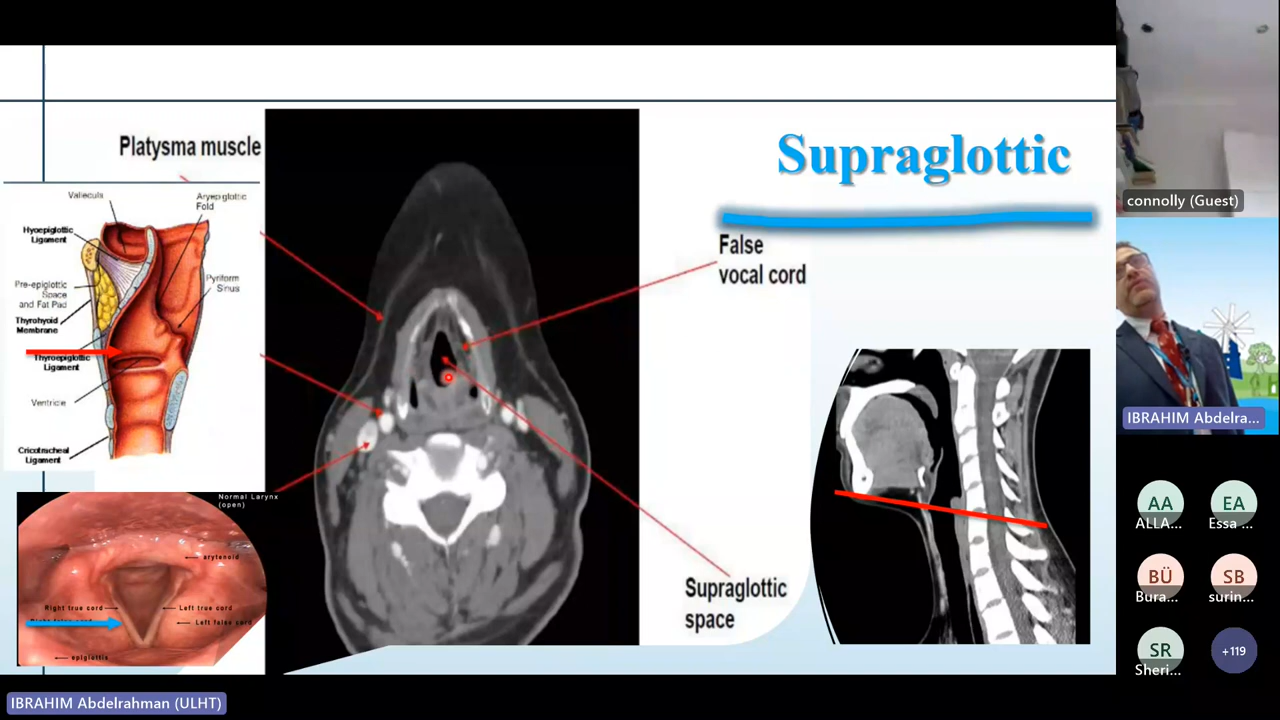 Platysma muscle
Supraglottic
Vallecula
Aryepiglottic
Fold
Hyoepiglottic
Ligament
Pre-epiglottic
Space
and Fat Pad
Pyriform
Sinus
Thyrohyoid
Membrane
Thyroepiglottic
Ligament
Ventricle
Cricotracheal
Ligament
False
vocal cord
Supraglottic
space
Normal Larynx
(open)
arytenoid
Right true cord
Left true cord
Left false cord
epiglottis
connolly (Guest)
IBRAHIM Abdelra...
AA
ALLA...
EA
Essa ...
BÜ
Bura...
SB
surin...
SR
Sheri...
+119
IBRAHIM Abdelrahman (ULHT)